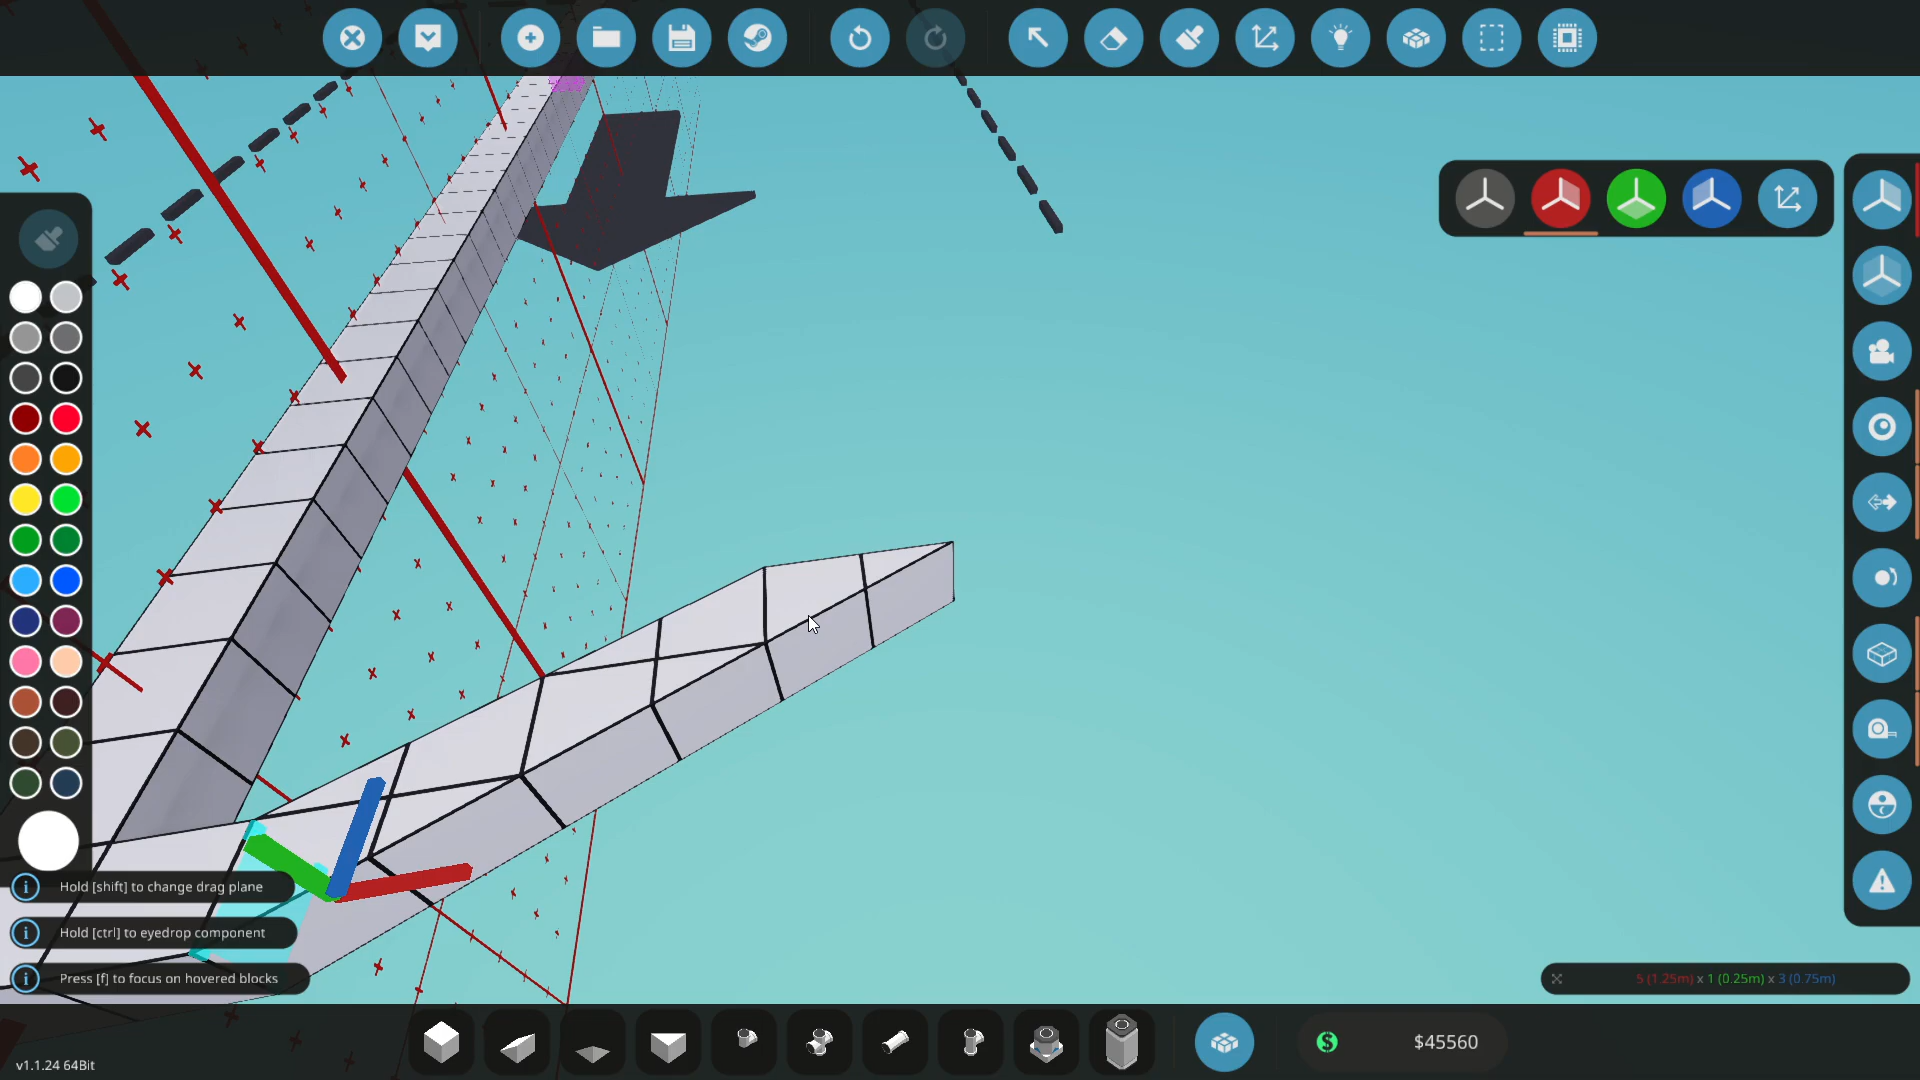 Hold [shift] to change drag plane
Hold [ctrl] to eyedrop component
Press [f] to focus on hovered blocks
5 (1.25m) x 1 (0.25m) x 3 (0.75m)
$45560
v1.1.24 64Bit